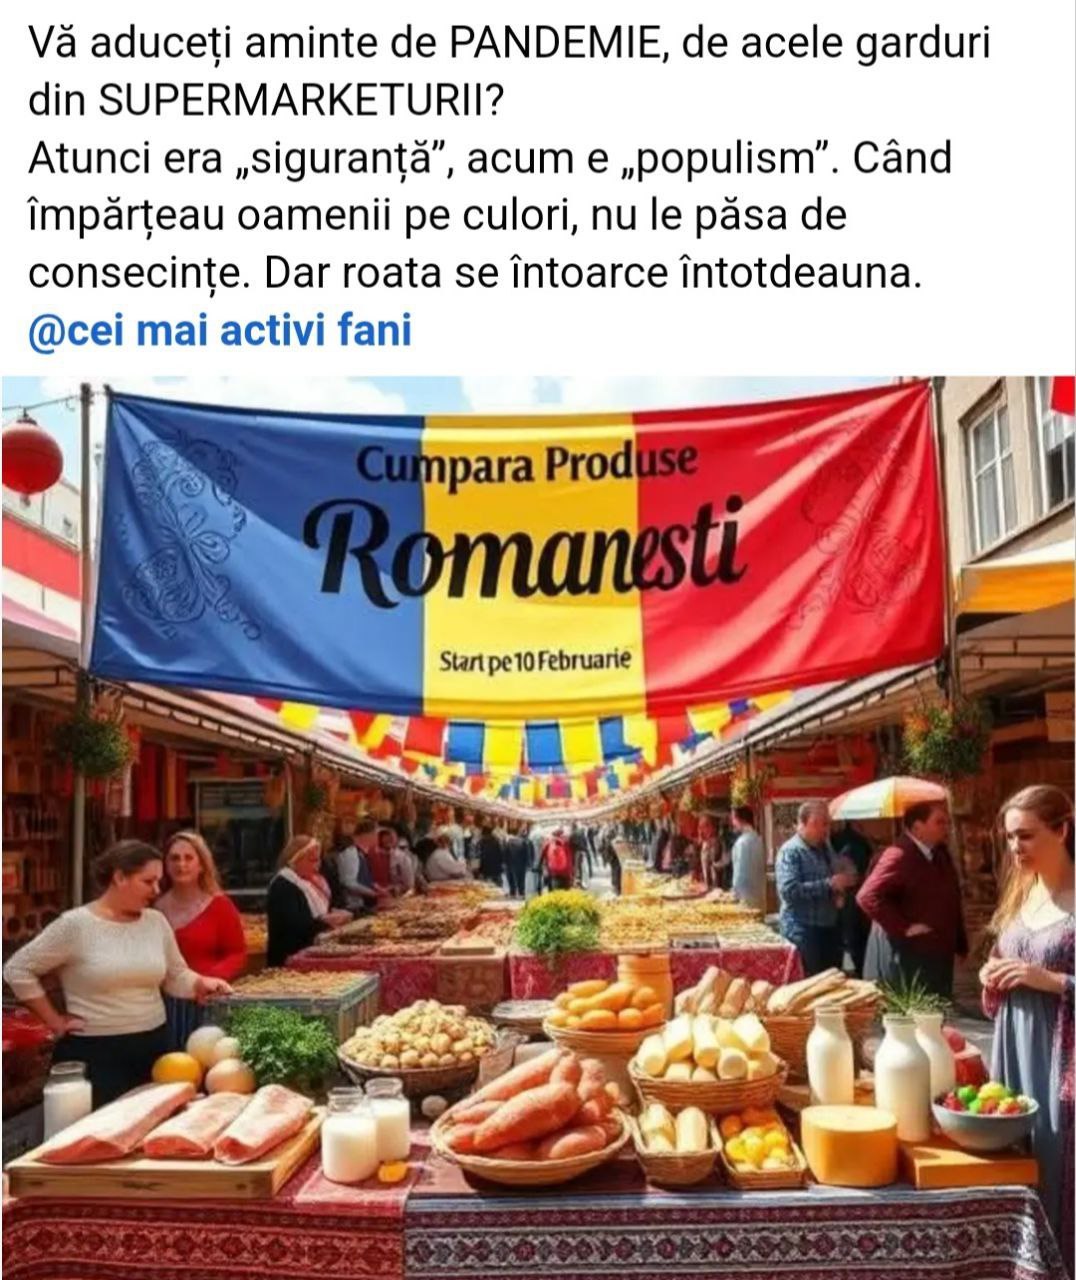 Vă aduceți aminte de PANDEMIE, de acele garduri
din SUPERMARKETURII?
Atunci era „siguranță”, acum e „populism”. Când
împărțeau oamenii pe culori, nu le păsa de
consecințe. Dar roata se întoarce întotdeauna.
@cei mai activi fani
Cumpara Produse
Romanesti
Start pe 10 Februarie